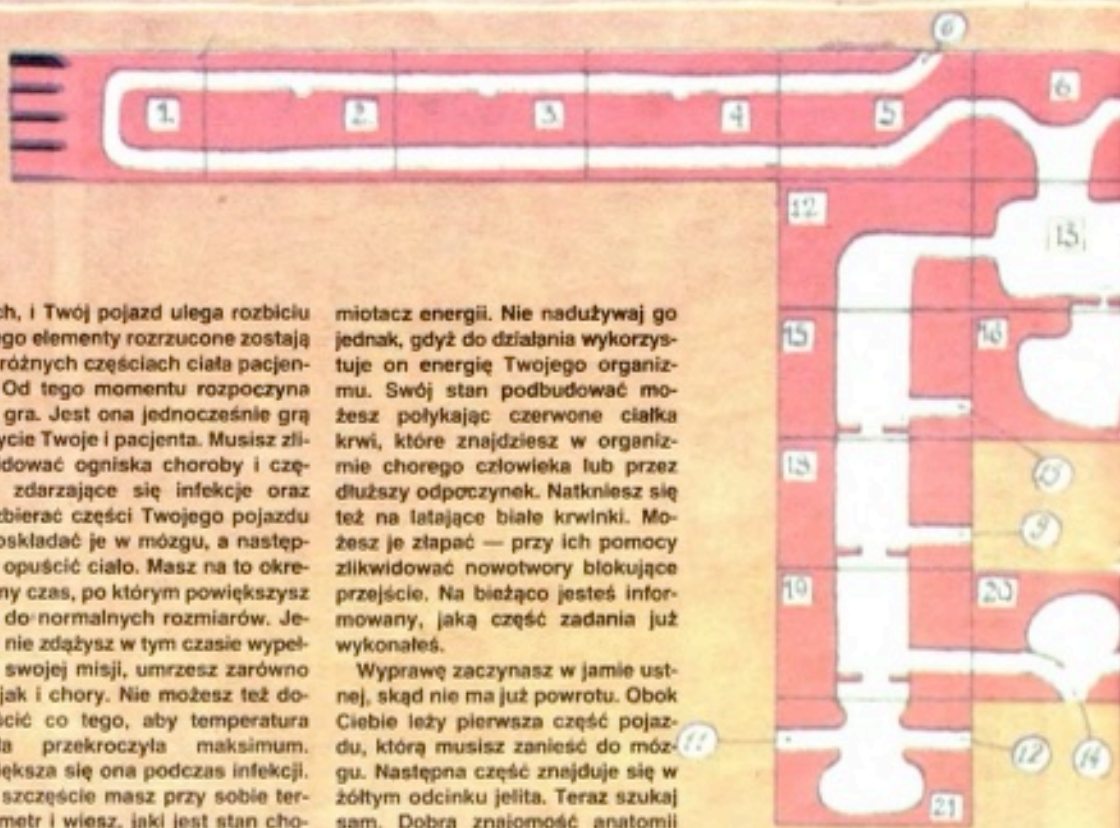 6
1. 2. 3. 4 5 6.
12
13
15
16
15
18
9
19
20
11
12
14
21
ch, i Twój pojazd ulega rozbiciu
ego elementy rozrzucone zostają
różnych częściach ciała pacjen-
Od tego momentu rozpoczyna
gra. Jest ona jednocześnie grą
ycie Twoje i pacjenta. Musisz zli-
idować ogniska choroby i czę-
zdarzające się infekcje oraz
zbierać części Twojego pojazdu
oskładać je w mózgu, a następ-
opuścić ciało. Masz na to okre-
ny czas, po którym powiększysz
do normalnych rozmiarów. Je-
nie zdążysz w tym czasie wypeł-
swojej misji, umrzesz zarówno
jak i chory. Nie możesz też do-
ścić co tego, aby temperatura
ła przekroczyła maksimum.
iększa się ona podczas infekcji.
szczęście masz przy sobie ter-
metr i wiesz, jaki jest stan cho-
miotacz energii. Nie nadużywaj go
jednak, gdyż do działania wykorzys-
tuje on energię Twojego organiz-
mu. Swój stan podbudować mo-
żesz połykając czerwone ciałka
krwi, które znajdziesz w organiz-
mie chorego człowieka lub przez
dłuższy odpoczynek. Natkniesz się
też na latające białe krwinki. Mo-
żesz je złapać — przy ich pomocy
zlikwidować nowotwory blokujące
przejście. Na bieżąco jesteś infor-
mowany, jaką część zadania już
wykonałeś.
Wyprawę zaczynasz w jamie ust-
nej, skąd nie ma już powrotu. Obok
Ciebie leży pierwsza część pojaz-
du, którą musisz zanieść do móz-
gu. Następna część znajduje się w
żółtym odcinku jelita. Teraz szukaj
sam. Dobra znajomość anatomii